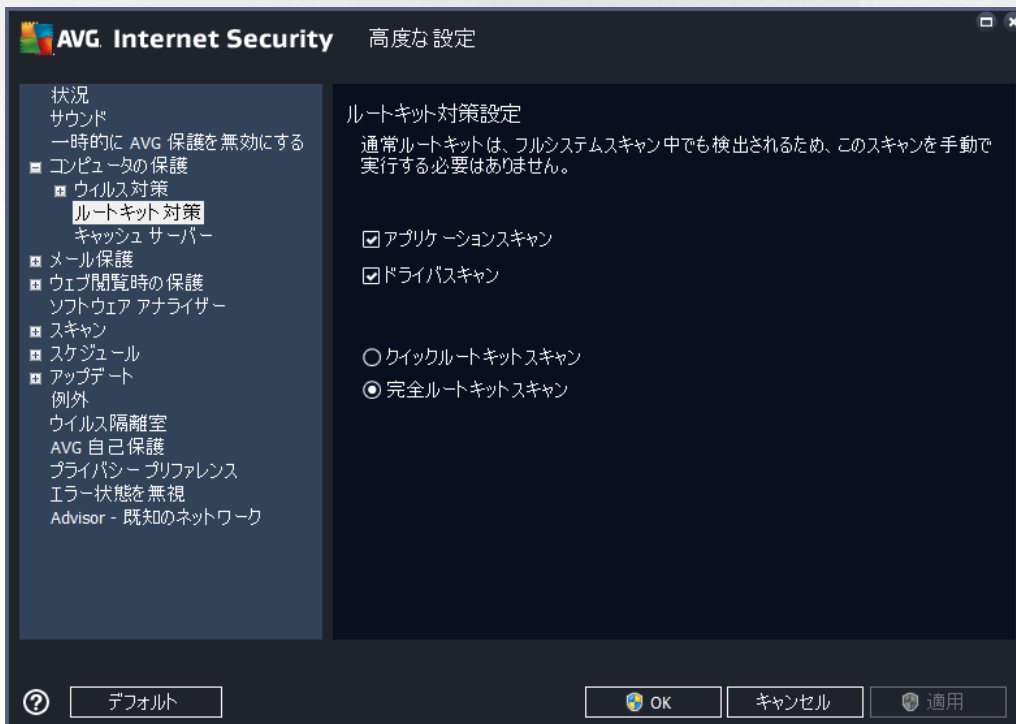 AVG. Internet Security 高度な設定
状況
サウンド
一時的に AVG 保護を無効にする
コンピュータの保護
ウィルス対策
ルートキット対策
キャッシュ サーバー
メール保護
ウェブ閲覧時の保護
ソフトウェア アナライザー
スキャン
スケジュール
アップデート
例外
ウイルス隔離室
AVG 自己保護
プライバシー プリファレンス
エラー状態を無視
Advisor - 既知のネットワーク
ルートキット対策設定
通常ルートキットは、フルシステムスキャン中でも検出されるため、このスキャンを手動で
実行する必要はありません。
アプリケーションスキャン
ドライバスキャン
クイックルートキットスキャン
完全ルートキットスキャン
デフォルト
OK
キャンセル
適用